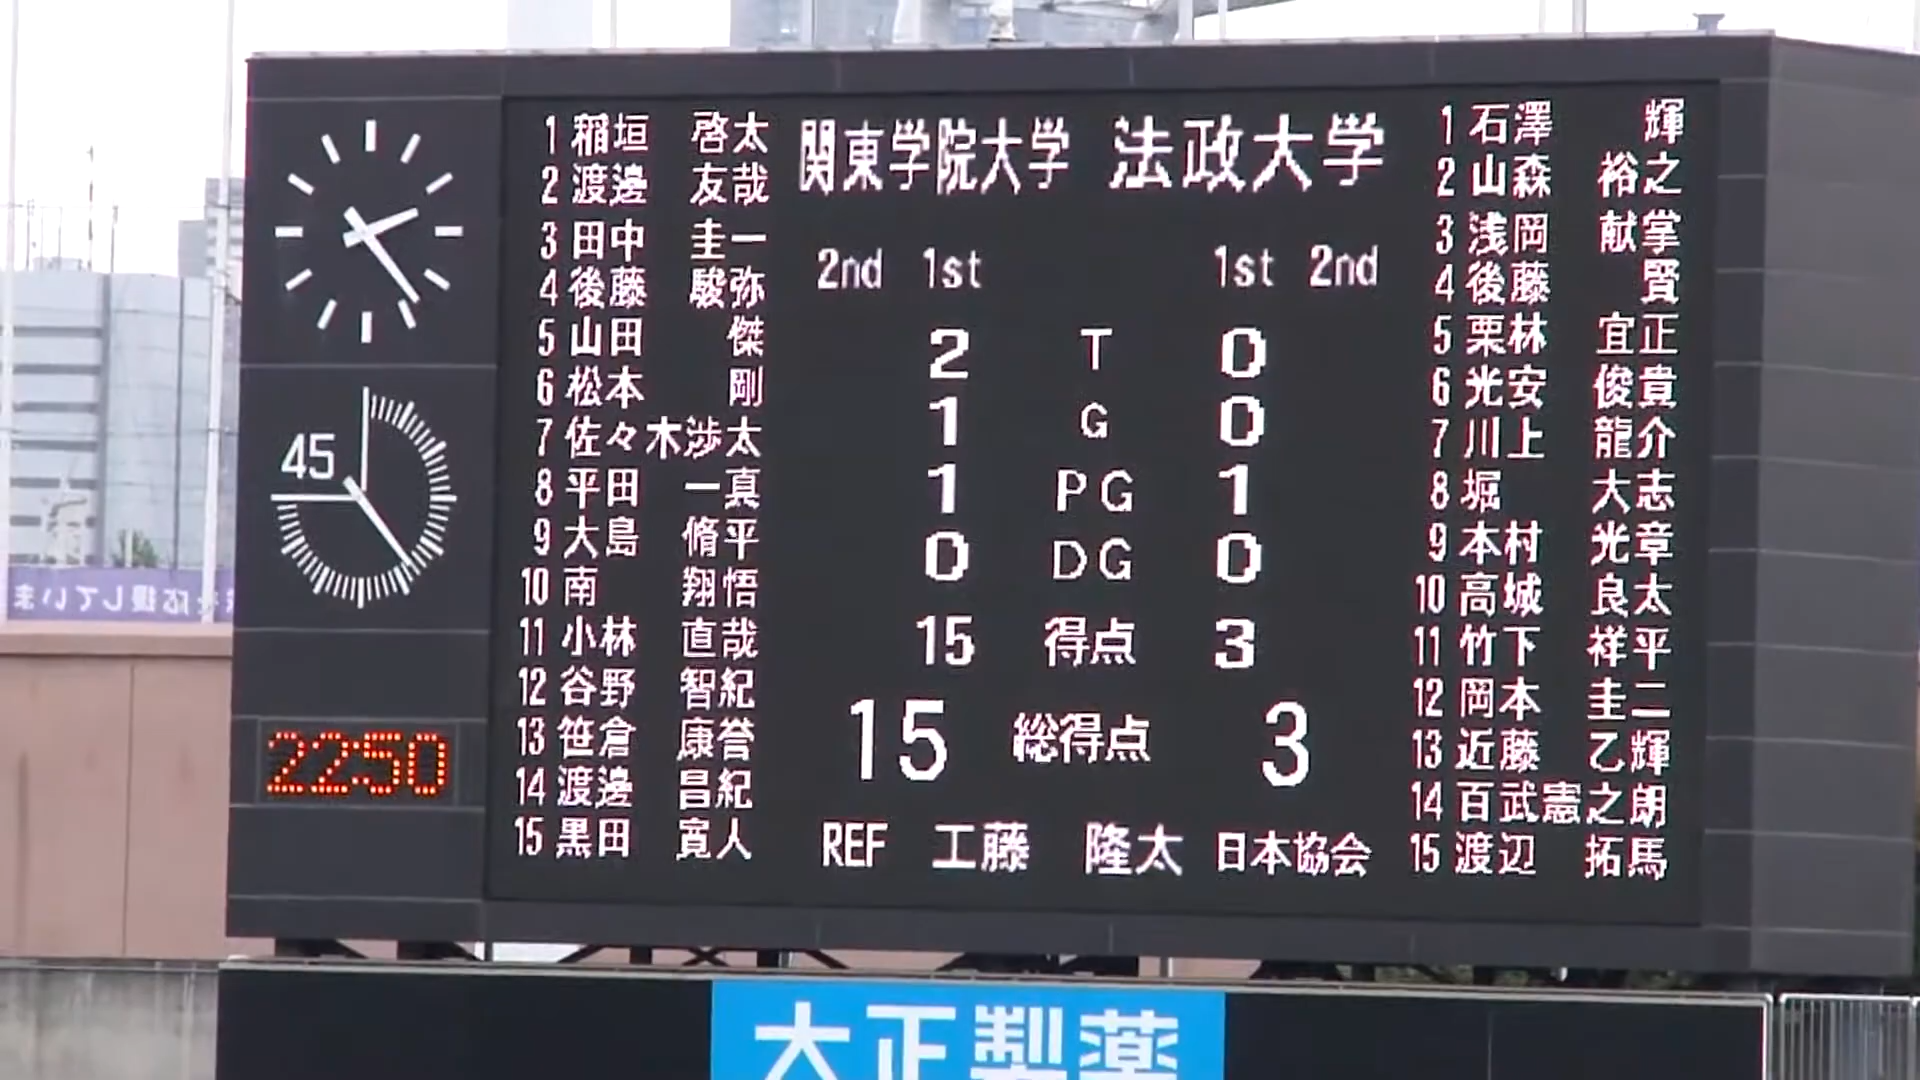 関東学院大学 法政大学
2nd 1st 1st 2nd
2 T 0
1 G 0
1 PG 1
0 DG 0
15 得点 3
15 総得点 3
REF 工藤 隆太 日本協会
1 稲垣 啓太
2 渡邊 友哉
3 田中 圭一
4 後藤 駿弥
5 山田 傑
6 松本 剛
7 佐々木渉太
8 平田 一真
9 大島 脩平
10 南 翔悟
11 小林 直哉
12 谷野 智紀
13 笹倉 康誉
14 渡邊 昌紀
15 黒田 寛人
1 石澤 輝
2 山森 裕之
3 浅岡 献掌
4 後藤 賢
5 栗林 宜正
6 光安 俊貴
7 川上 龍介
8 堀 大志
9 本村 光章
10 高城 良太
11 竹下 祥平
12 岡本 圭二
13 近藤 乙輝
14 百武憲之朗
15 渡辺 拓馬
45
22:50
を応援していま
大正製薬